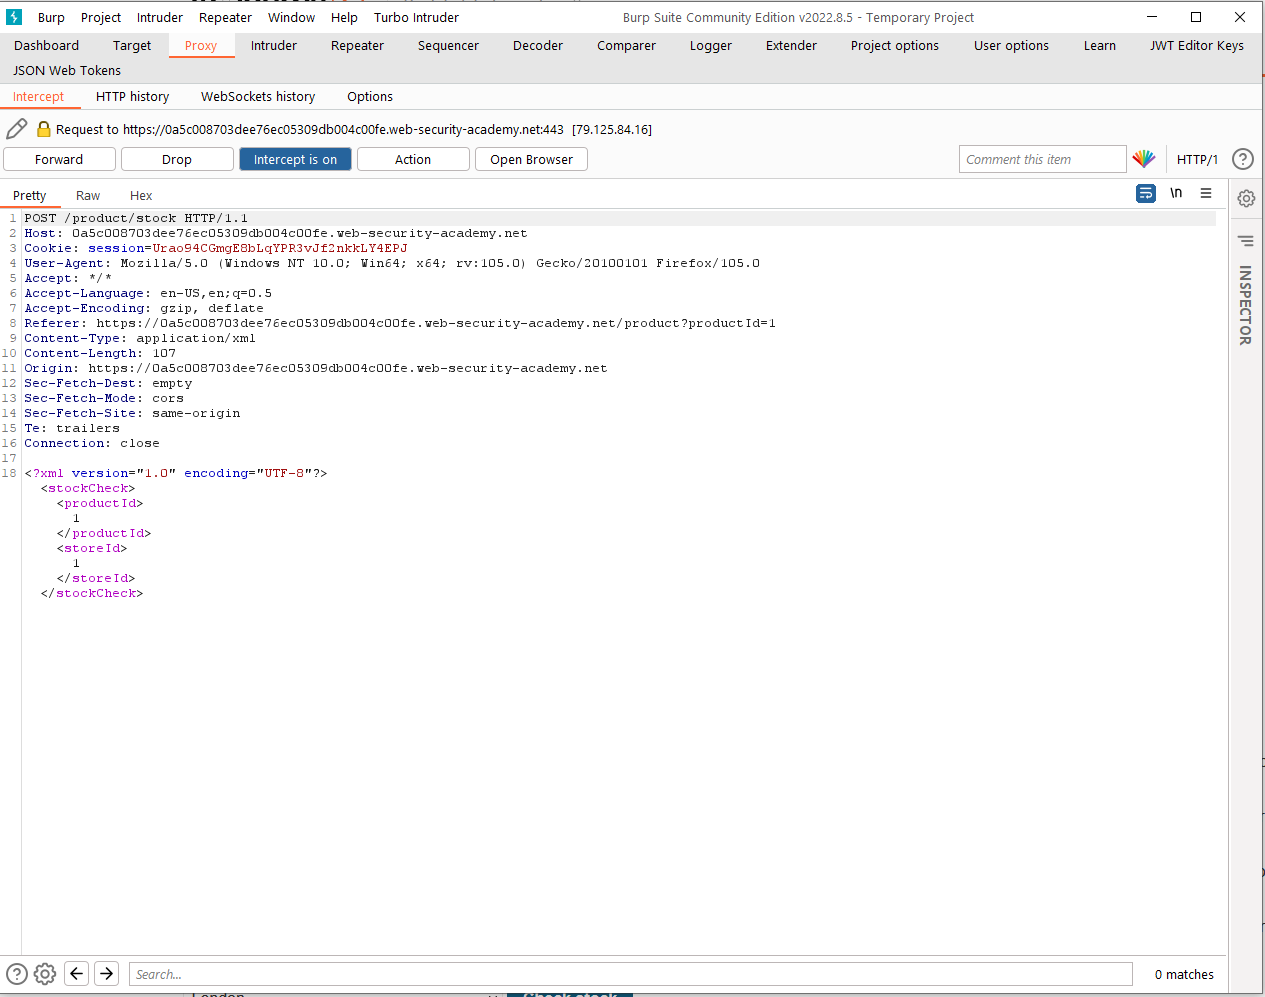 Burp Project Intruder Repeater Window Help Turbo Intruder Burp Suite Community Edition v2022.8.5 - Temporary Project
Dashboard Target Proxy Intruder Repeater Sequencer Decoder Comparer Logger Extender Project options User options Learn JWT Editor Keys
JSON Web Tokens
Intercept HTTP history WebSockets history Options
Request to https://0a5c008703dee76ec05309db004c00fe.web-security-academy.net:443 [79.125.84.16]
Forward Drop Intercept is on Action Open Browser Comment this item HTTP/1 ?
Pretty Raw Hex \n
1 POST /product/stock HTTP/1.1
2 Host: 0a5c008703dee76ec05309db004c00fe.web-security-academy.net
3 Cookie: session=Urao94CGmgE8bLqYPR3vJf2nkkLY4EPJ
4 User-Agent: Mozilla/5.0 (Windows NT 10.0; Win64; x64; rv:105.0) Gecko/20100101 Firefox/105.0
5 Accept: */*
6 Accept-Language: en-US,en;q=0.5
7 Accept-Encoding: gzip, deflate
8 Referer: https://0a5c008703dee76ec05309db004c00fe.web-security-academy.net/product?productId=1
9 Content-Type: application/xml
10 Content-Length: 107
11 Origin: https://0a5c008703dee76ec05309db004c00fe.web-security-academy.net
12 Sec-Fetch-Dest: empty
13 Sec-Fetch-Mode: cors
14 Sec-Fetch-Site: same-origin
15 Te: trailers
16 Connection: close
17
18 <?xml version="1.0" encoding="UTF-8"?>
<stockCheck>
<productId>
1
</productId>
<storeId>
1
</storeId>
</stockCheck>
INSPECTOR
? Search... 0 matches
London Check stock